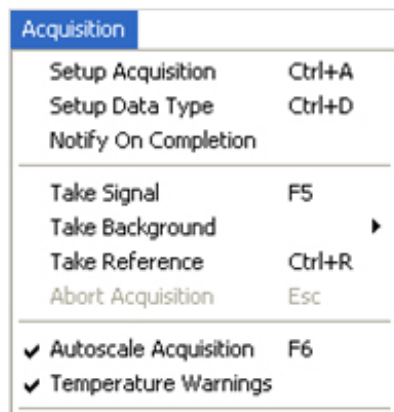 Acquisition
Setup Acquisition Ctrl+A
Setup Data Type Ctrl+D
Notify On Completion
Take Signal F5
Take Background
Take Reference Ctrl+R
Abort Acquisition Esc
Autoscale Acquisition F6
Temperature Warnings